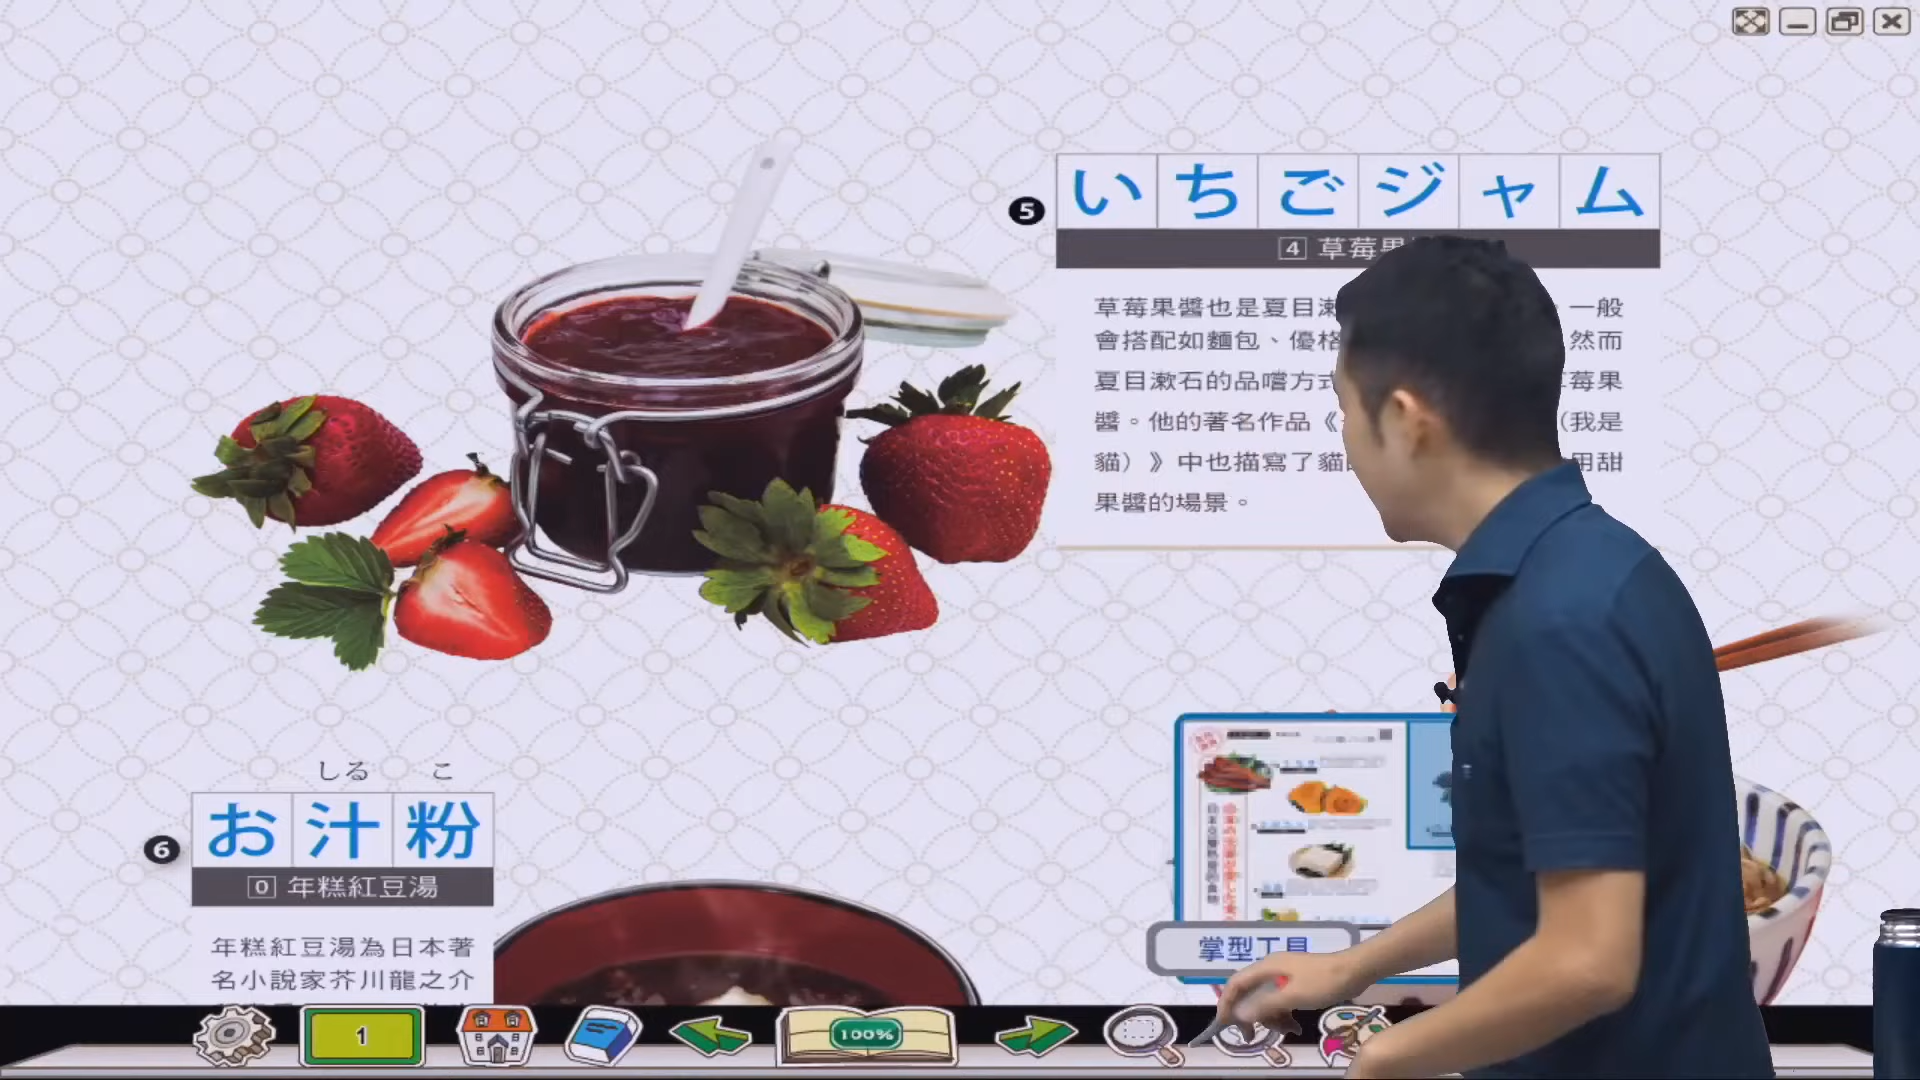 5
いちごジャム
4 草莓果
草莓果醬也是夏目漱 一般
會搭配如麵包、優格 然而
夏目漱石的品嚐方式 莓果
醬。他的著名作品《 （我是
貓）》中也描寫了貓 用甜
果醬的場景。
しる こ
6
お汁粉
0 年糕紅豆湯
年糕紅豆湯為日本著
名小說家芥川龍之介
掌型工具
1
100%